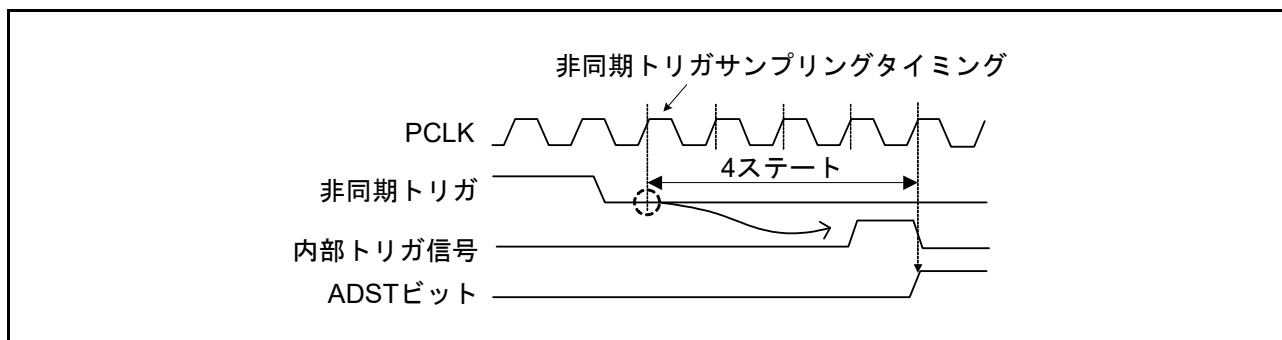 非同期トリガサンプリングタイミング
PCLK
4ステート
非同期トリガ
内部トリガ信号
ADSTビット